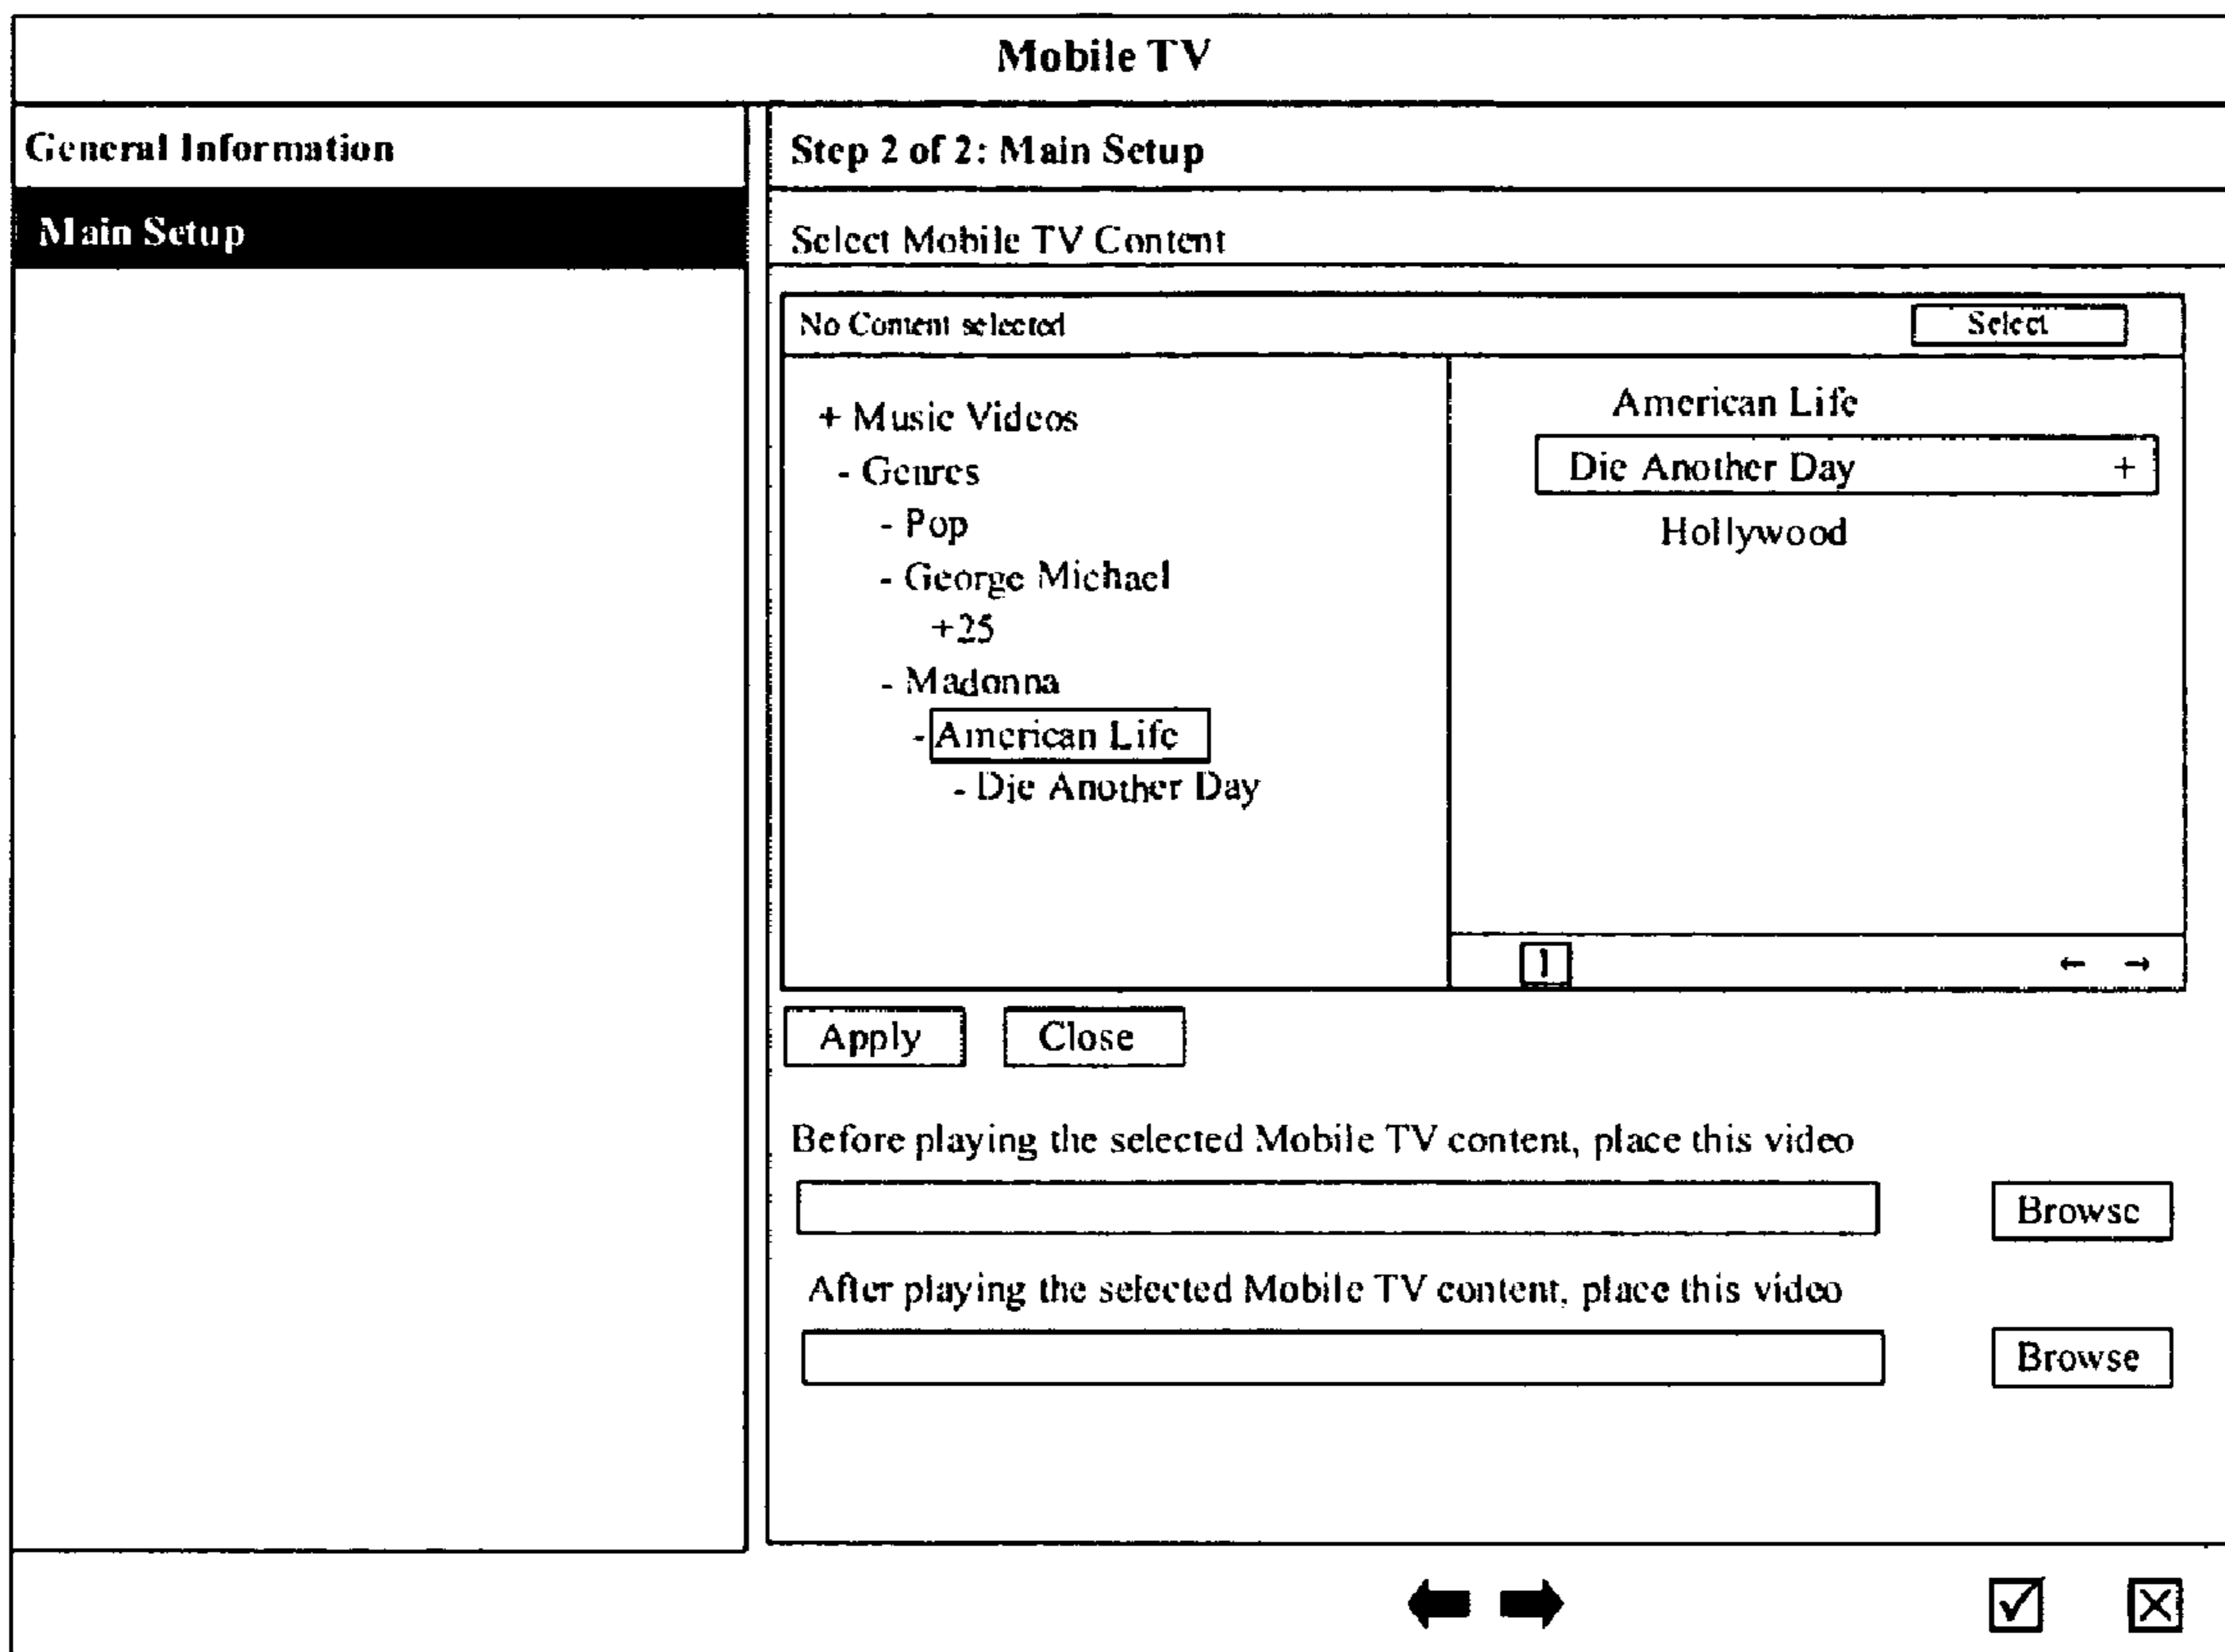 Mobile TV
General Information
Main Setup
Step 2 of 2: Main Setup
Select Mobile TV Content
No Content selected
Select
+ Music Videos
- Genres
- Pop
- George Michael
+25
- Madonna
- American Life
- Die Another Day
American Life
Die Another Day +
Hollywood
1 ← →
Apply
Close
Before playing the selected Mobile TV content, place this video
Browse
After playing the selected Mobile TV content, place this video
Browse